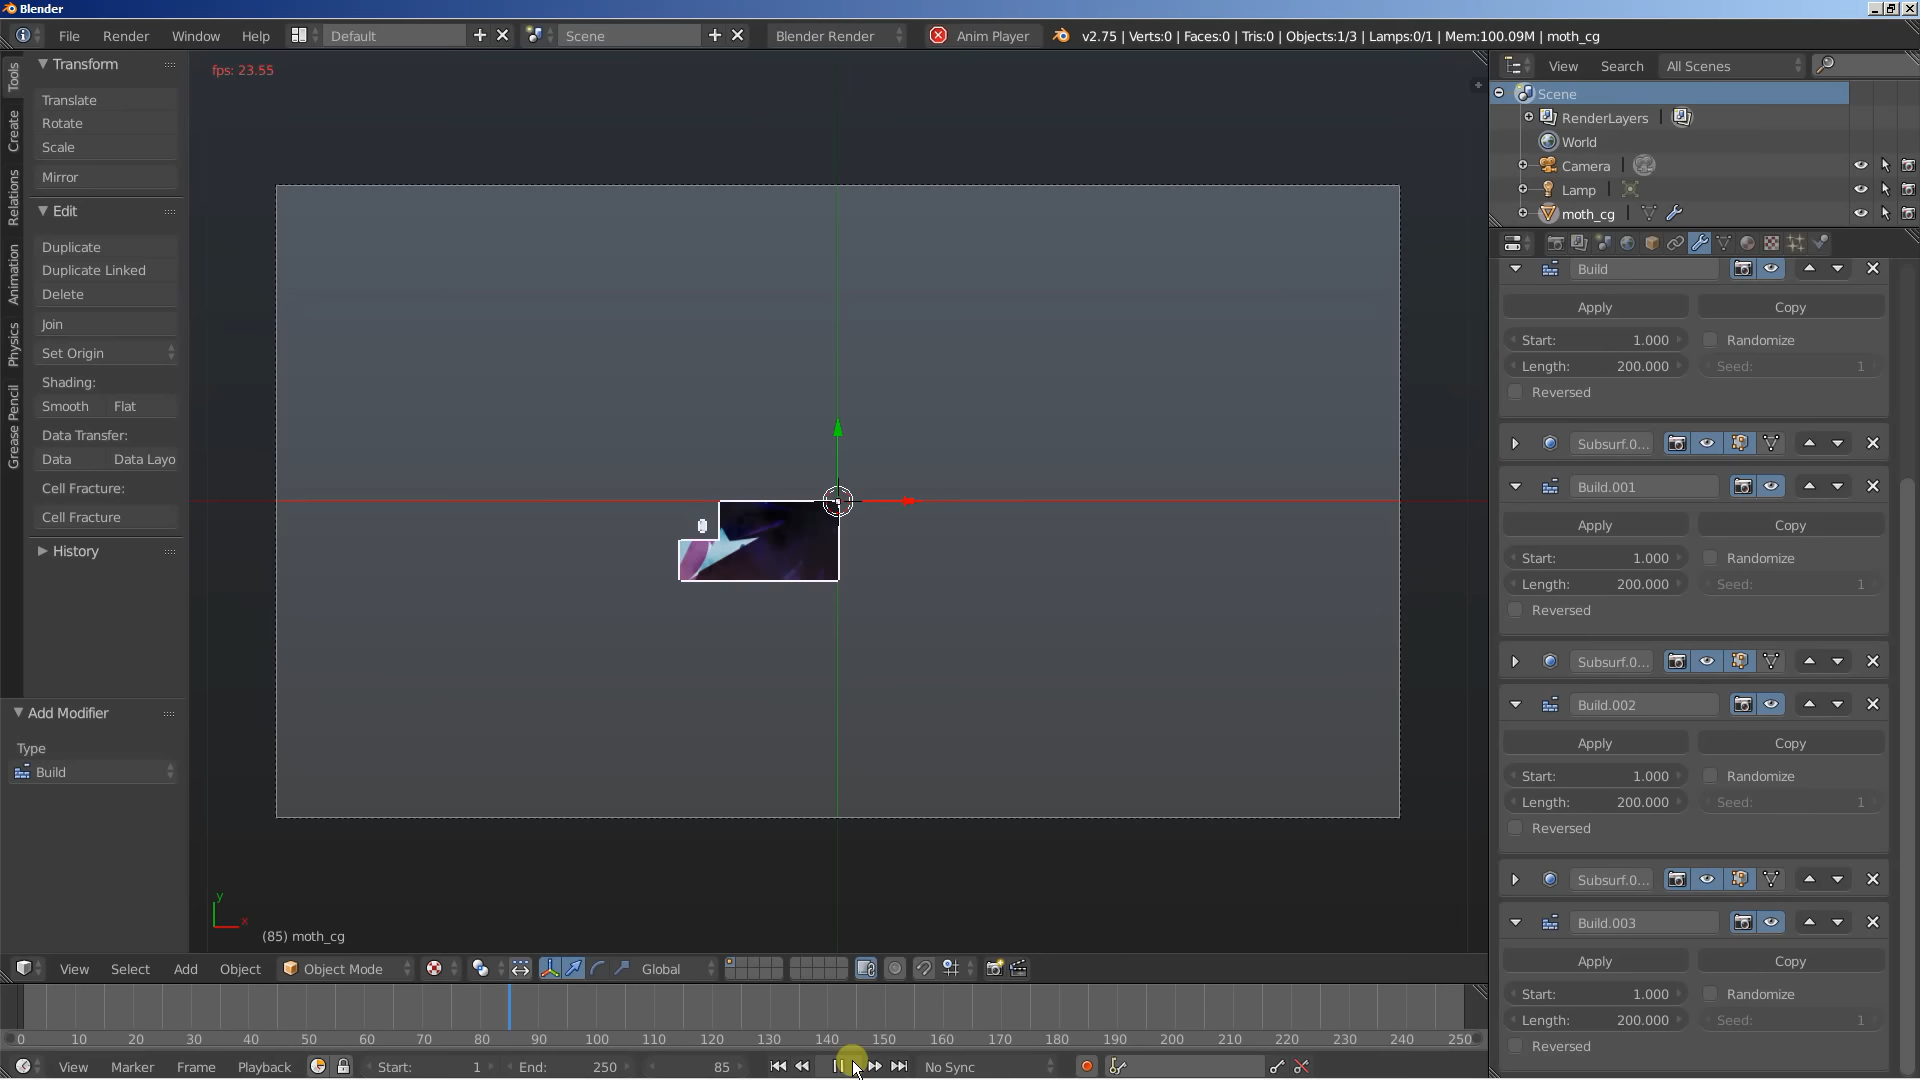 Blender
File Render Window Help Default Scene Blender Render Anim Player v2.75 | Verts:0 | Faces:0 | Tris:0 | Objects:1/3 | Lamps:0/1 | Mem:100.09M | moth_cg
Tools
Create
Relations
Animation
Physics
Grease Pencil
Transform
Translate
Rotate
Scale
Mirror
Edit
Duplicate
Duplicate Linked
Delete
Join
Set Origin
Shading:
Smooth Flat
Data Transfer:
Data Data Layo
Cell Fracture:
Cell Fracture
History
Add Modifier
Type
Build
fps: 23.55
y
x
(85) moth_cg
View Select Add Object Object Mode Global
0 10 20 30 40 50 60 70 80 90 100 110 120 130 140 150 160 170 180 190 200 210 220 230 240 250
View Marker Frame Playback Start: 1 End: 250 85 No Sync
View Search All Scenes
Scene
RenderLayers |
World
Camera |
Lamp |
moth_cg |
Build
Apply Copy
Start: 1.000 Randomize
Length: 200.000 Seed: 1
Reversed
Subsurf.0...
Build.001
Apply Copy
Start: 1.000 Randomize
Length: 200.000 Seed: 1
Reversed
Subsurf.0...
Build.002
Apply Copy
Start: 1.000 Randomize
Length: 200.000 Seed: 1
Reversed
Subsurf.0...
Build.003
Apply Copy
Start: 1.000 Randomize
Length: 200.000 Seed: 1
Reversed